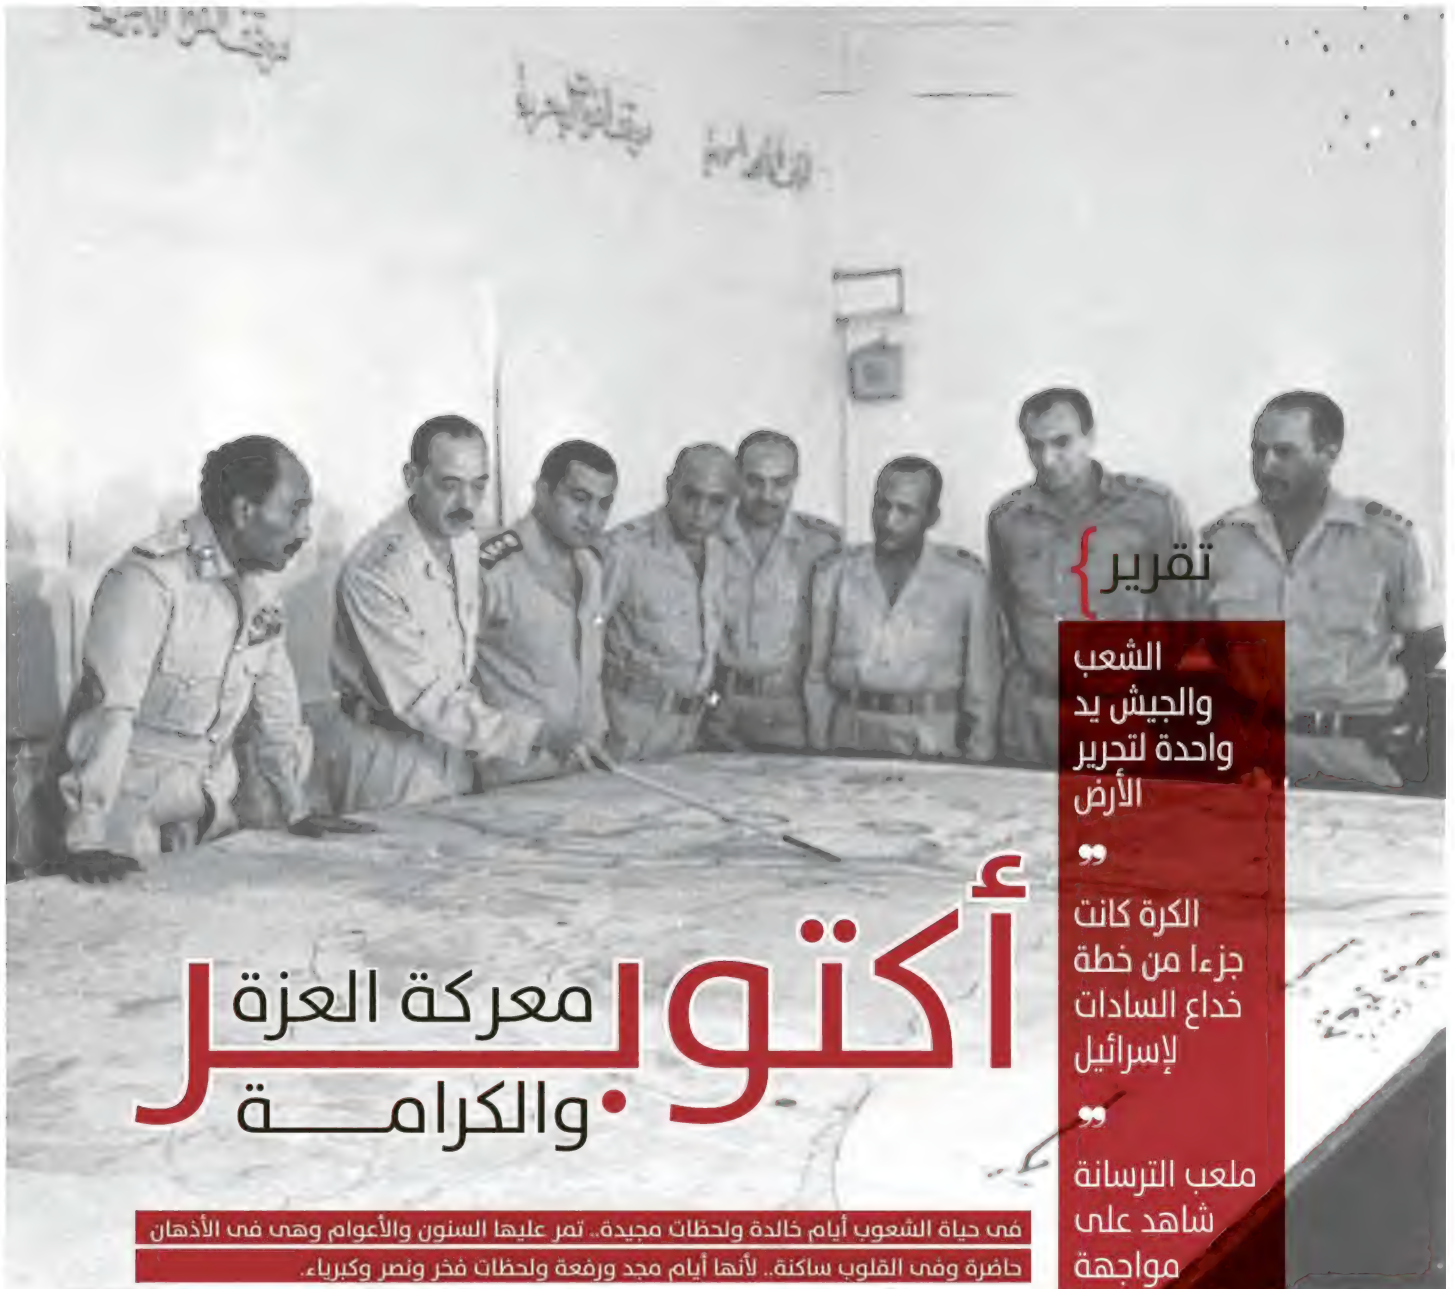 تقرير
الشعب
والجيش يد
واحدة لتحرير
الأرض
الكرة كانت
جزءا من خطة
خداع السادات
لإسرائيل
ملعب الترسانة
شاهد على
مواجهة
أكتوبر
معركة العزة
والكرامــــة
فى حياة الشعوب أيام خالدة ولحظات مجيدة.. تمر عليها السنون والأعوام وهى فى الأذهان
حاضرة وفى القلوب ساكنة.. لأنها أيام مجد ورفعة ولحظات فخر ونصر وكبرياء.